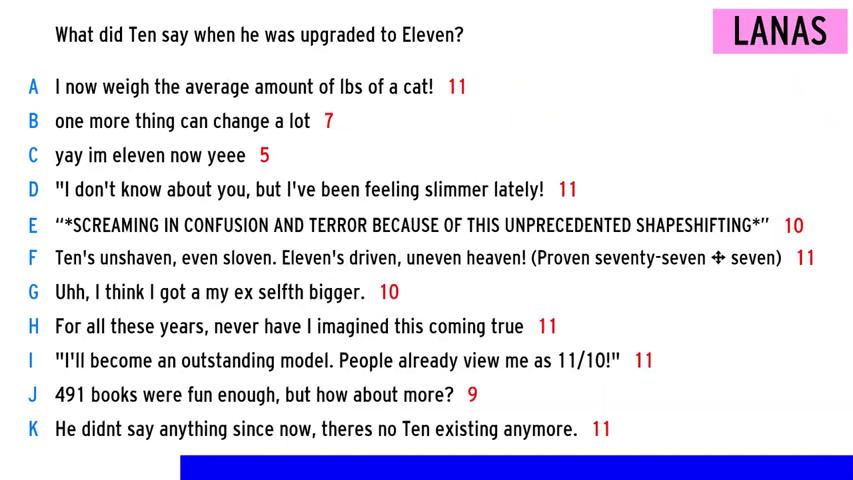 What did Ten say when he was upgraded to Eleven?
LANAS
A I now weigh the average amount of lbs of a cat! 11
B one more thing can change a lot 7
C yay im eleven now yeee 5
D "I don't know about you, but I've been feeling slimmer lately! 11
E “*SCREAMING IN CONFUSION AND TERROR BECAUSE OF THIS UNPRECEDENTED SHAPESHIFTING*” 10
F Ten's unshaven, even sloven. Eleven's driven, uneven heaven! (Proven seventy-seven ✣ seven) 11
G Uhh, I think I got a my ex selfth bigger. 10
H For all these years, never have I imagined this coming true 11
I "I'll become an outstanding model. People already view me as 11/10!" 11
J 491 books were fun enough, but how about more? 9
K He didnt say anything since now, theres no Ten existing anymore. 11